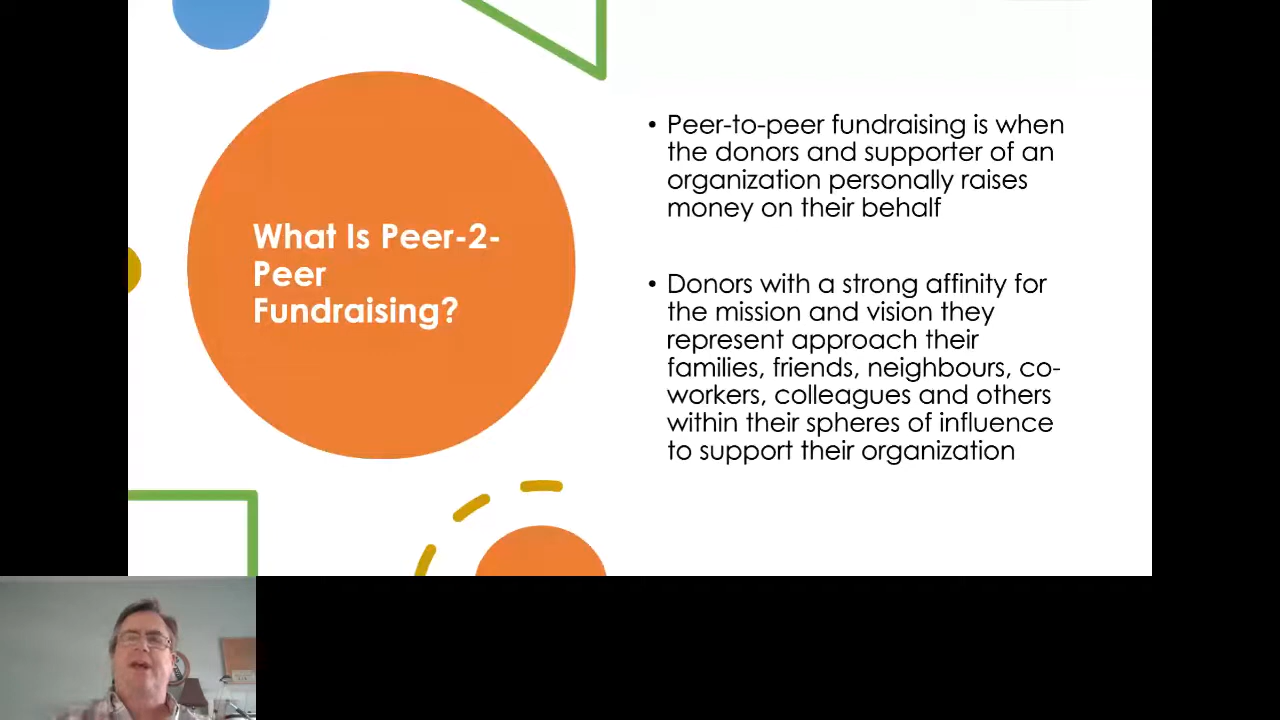 What Is Peer-2-
Peer
Fundraising?
• Peer-to-peer fundraising is when
the donors and supporter of an
organization personally raises
money on their behalf
• Donors with a strong affinity for
the mission and vision they
represent approach their
families, friends, neighbours, co-
workers, colleagues and others
within their spheres of influence
to support their organization